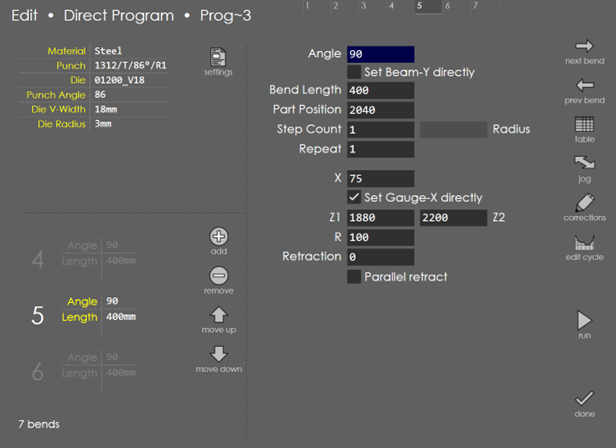 Edit • Direct Program • Prog~3
1 2 3 4 5 6 7
Material Steel
Punch 1312/T/86°/R1
Die 01200_V18
Punch Angle 86
Die V-Width 18mm
Die Radius 3mm
settings
Angle 90
Set Beam-Y directly
Bend Length 400
Part Position 2040
Step Count 1 Radius
Repeat 1
X 75
Set Gauge-X directly
Z1 1880 2200 Z2
R 100
Retraction 0
Parallel retract
next bend
prev bend
table
jog
corrections
edit cycle
run
done
4 Angle 90
Length 400mm
5 Angle 90
Length 400mm
6 Angle 90
Length 400mm
add
remove
move up
move down
7 bends